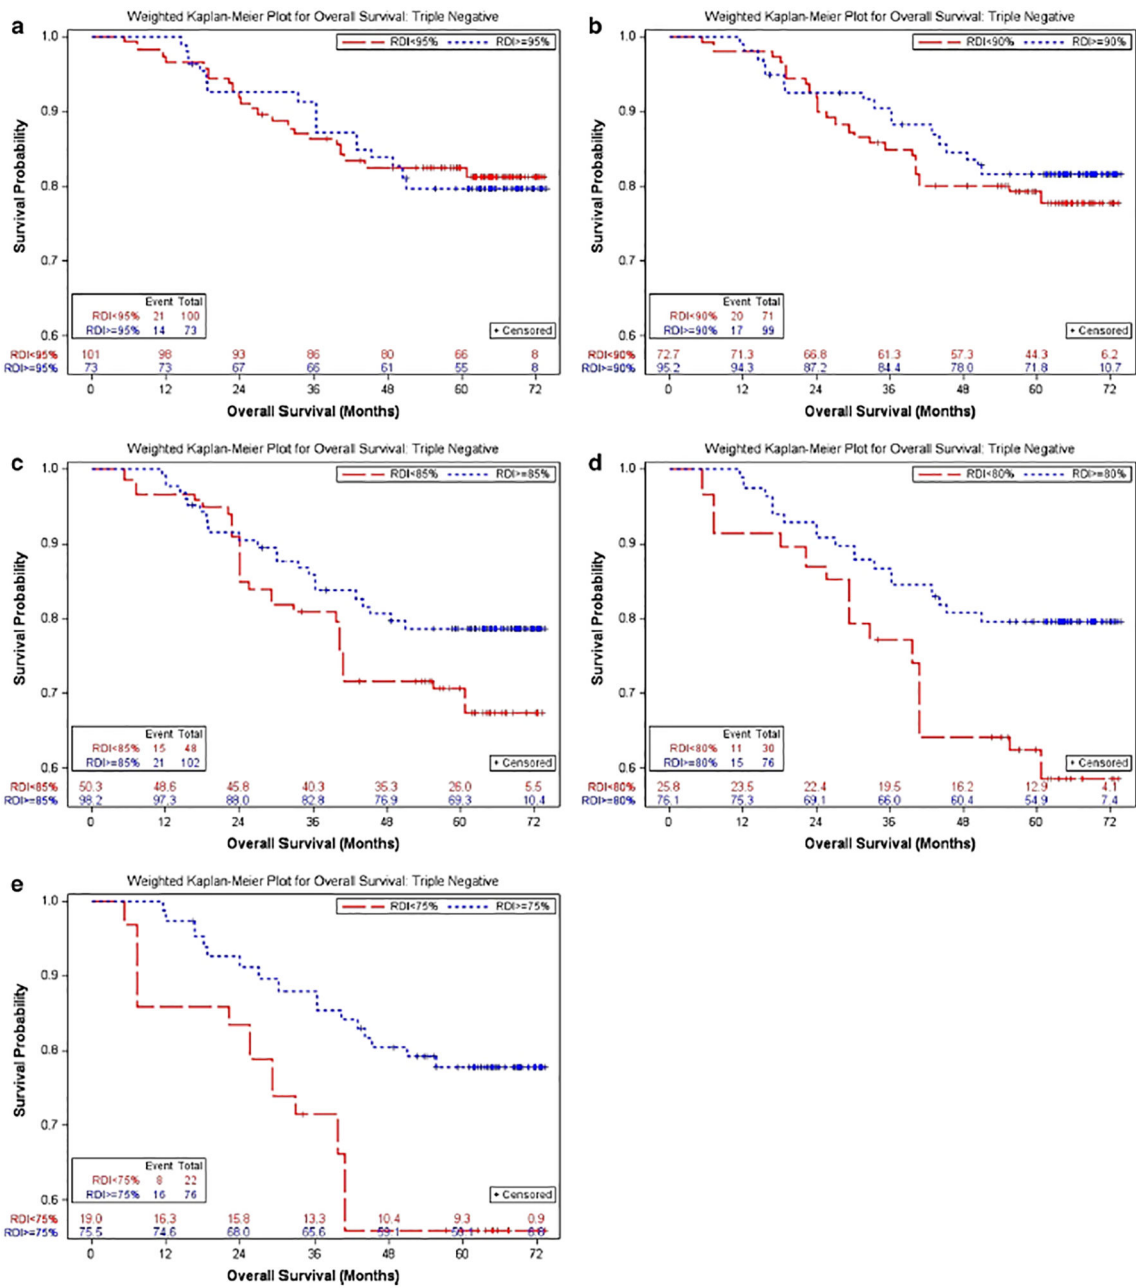 a
Weighted Kaplan-Meier Plot for Overall Survival: Triple Negative
RDI<95% RDI>=95%
1.0
0.9
0.8
0.7
0.6
Survival Probability
Event Total
RDI<95% 21 100
RDI>=95% 14 73
+ Censored
RDI<95% 101 98 93 86 80 66 8
RDI>=95% 73 73 67 66 61 55 8
0 12 24 36 48 60 72
Overall Survival (Months)
b
Weighted Kaplan-Meier Plot for Overall Survival: Triple Negative
RDI<90% RDI>=90%
1.0
0.9
0.8
0.7
0.6
Survival Probability
Event Total
RDI<90% 20 71
RDI>=90% 17 99
+ Censored
RDI<90% 72.7 71.3 66.8 61.3 57.3 44.3 6.2
RDI>=90% 95.2 94.3 87.2 84.4 78.0 71.8 10.7
0 12 24 36 48 60 72
Overall Survival (Months)
c
Weighted Kaplan-Meier Plot for Overall Survival: Triple Negative
RDI<85% RDI>=85%
1.0
0.9
0.8
0.7
0.6
Survival Probability
Event Total
RDI<85% 15 48
RDI>=85% 21 102
+ Censored
RDI<85% 50.3 48.6 45.8 40.3 35.3 26.0 5.5
RDI>=85% 98.2 97.3 88.0 82.8 76.9 69.3 10.4
0 12 24 36 48 60 72
Overall Survival (Months)
d
Weighted Kaplan-Meier Plot for Overall Survival: Triple Negative
RDI<80% RDI>=80%
1.0
0.9
0.8
0.7
0.6
Survival Probability
Event Total
RDI<80% 11 30
RDI>=80% 15 76
+ Censored
RDI<80% 25.8 23.5 22.4 19.5 16.2 12.9 4.1
RDI>=80% 76.1 75.3 69.1 66.0 60.4 54.9 7.4
0 12 24 36 48 60 72
Overall Survival (Months)
e
Weighted Kaplan-Meier Plot for Overall Survival: Triple Negative
RDI<75% RDI>=75%
1.0
0.9
0.8
0.7
0.6
Survival Probability
Event Total
RDI<75% 8 22
RDI>=75% 16 76
+ Censored
RDI<75% 19.0 16.3 15.8 13.3 10.4 9.3 0.9
RDI>=75% 75.5 74.6 68.0 65.6 59.1
0 12 24 36 48 60 72
Overall Survival (Months)